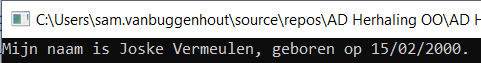 C:\Users\sam.vanbuggenhout\source\repos\AD Herhaling OO\AD H
Mijn naam is Joske Vermeulen, geboren op 15/02/2000.